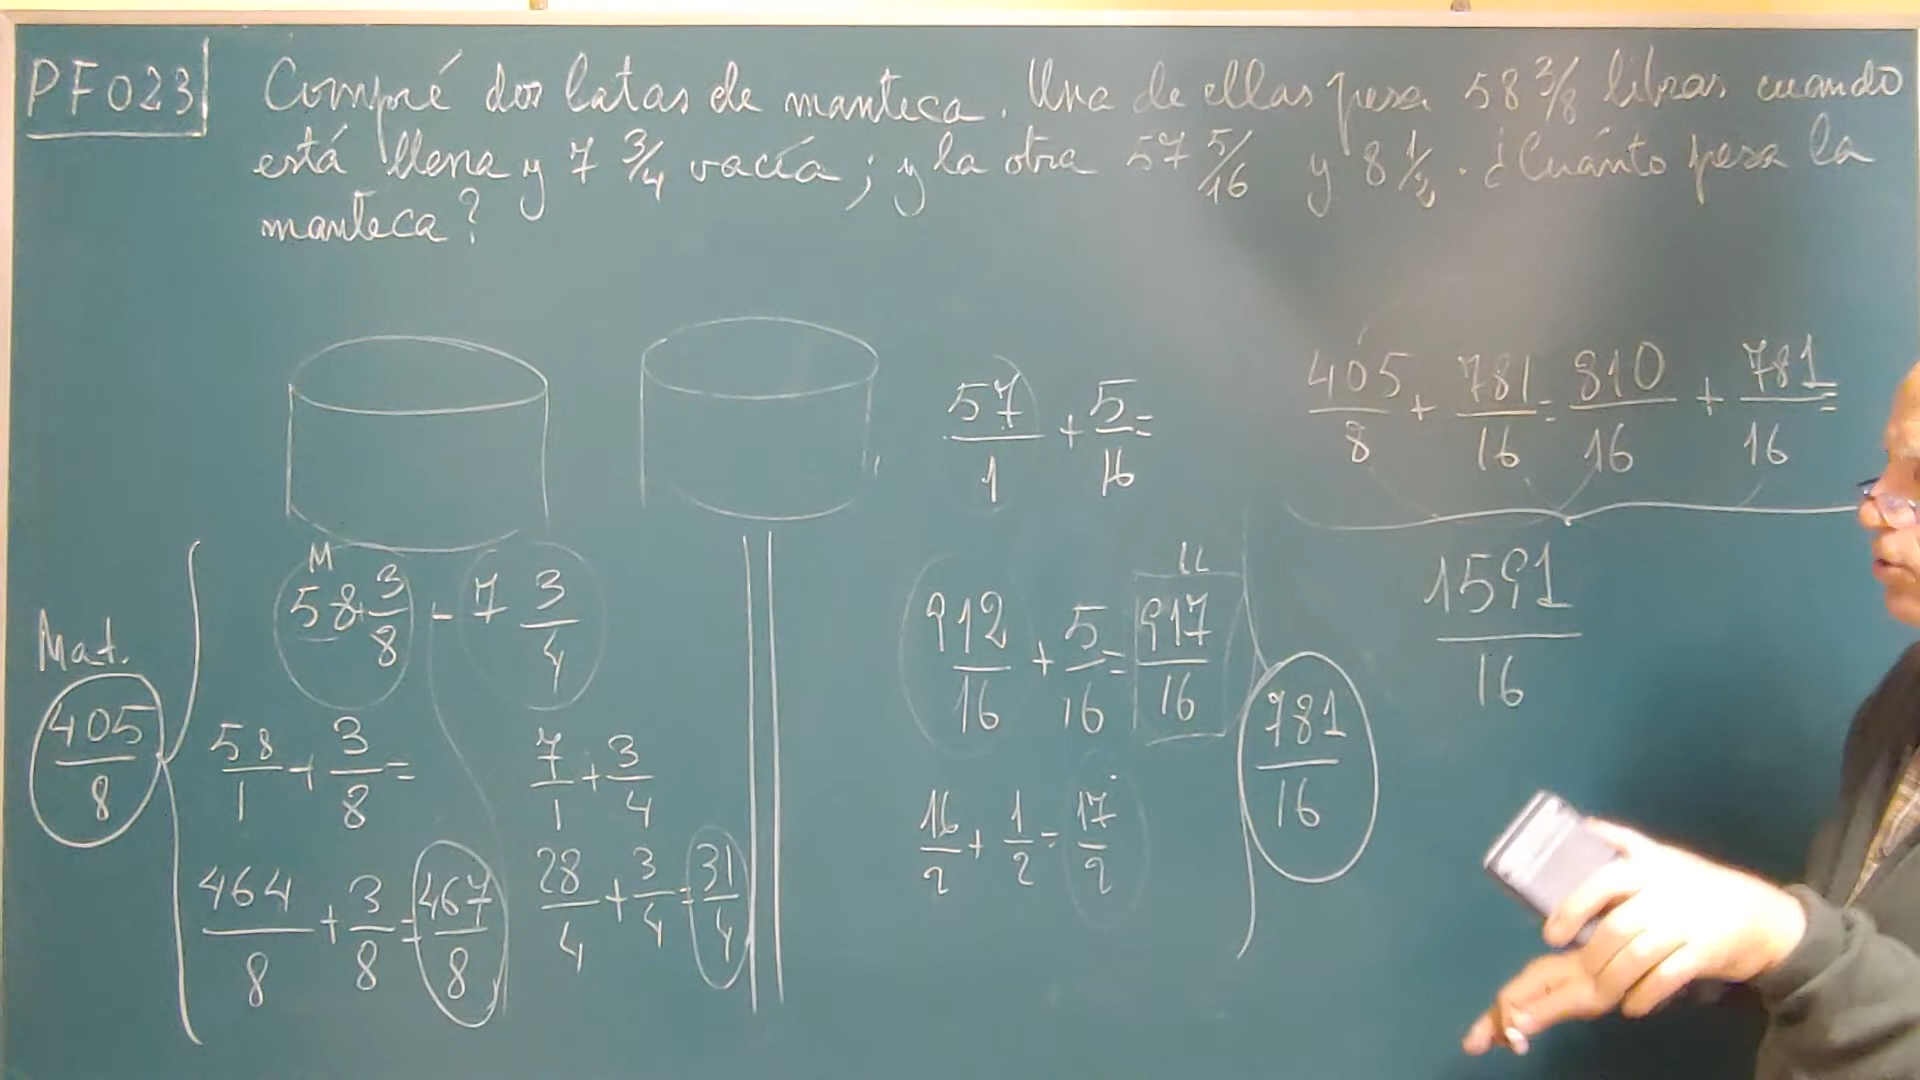 PF023 Compré dos latas de manteca. Una de ellas pesa 58 3/8 libras cuando
está llena y 7 3/4 vacía; y la otra 57 5/16 y 8 1/2. ¿Cuánto pesa la
manteca?
57/1 + 5/16 =
405/8 + 781/16 = 810/16 + 781/16 =
1591/16
M
58 3/8 - 7 3/4
Mat.
405/8
58/1 + 3/8 =
7/1 + 3/4
464/8 + 3/8 = 467/8
28/4 + 3/4 = 31/4
LL
912/16 + 5/16 = 917/16
16/2 + 1/2 = 17/2
781/16